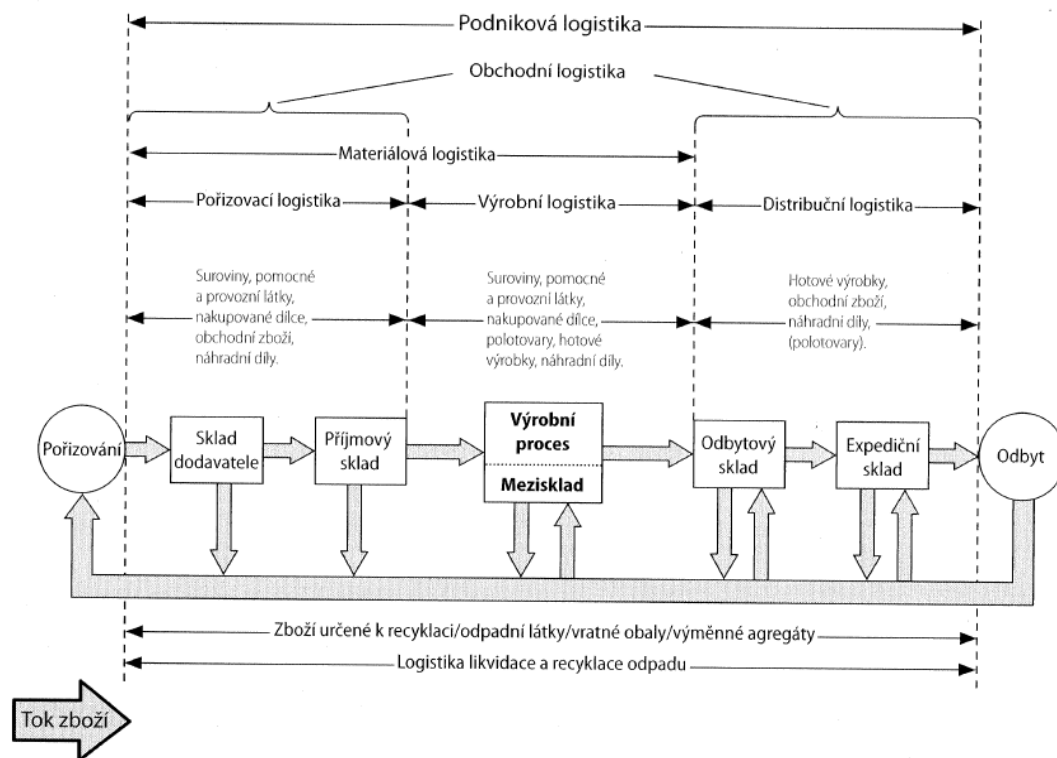 Podniková logistika
Obchodní logistika
Materiálová logistika
Pořizovací logistika
Výrobní logistika
Distribuční logistika
Suroviny, pomocné
a provozní látky,
nakupované dílce,
obchodní zboží,
náhradní díly.
Suroviny, pomocné
a provozní látky,
nakupované dílce,
polotovary, hotové
výrobky, náhradní díly.
Hotové výrobky,
obchodní zboží,
náhradní díly,
(polotovary).
Pořizování
Sklad
dodavatele
Příjmový
sklad
Výrobní
proces
Mezisklad
Odbytový
sklad
Expediční
sklad
Odbyt
Zboží určené k recyklaci/odpadní látky/vratné obaly/výměnné agregáty
Logistika likvidace a recyklace odpadu
Tok zboží